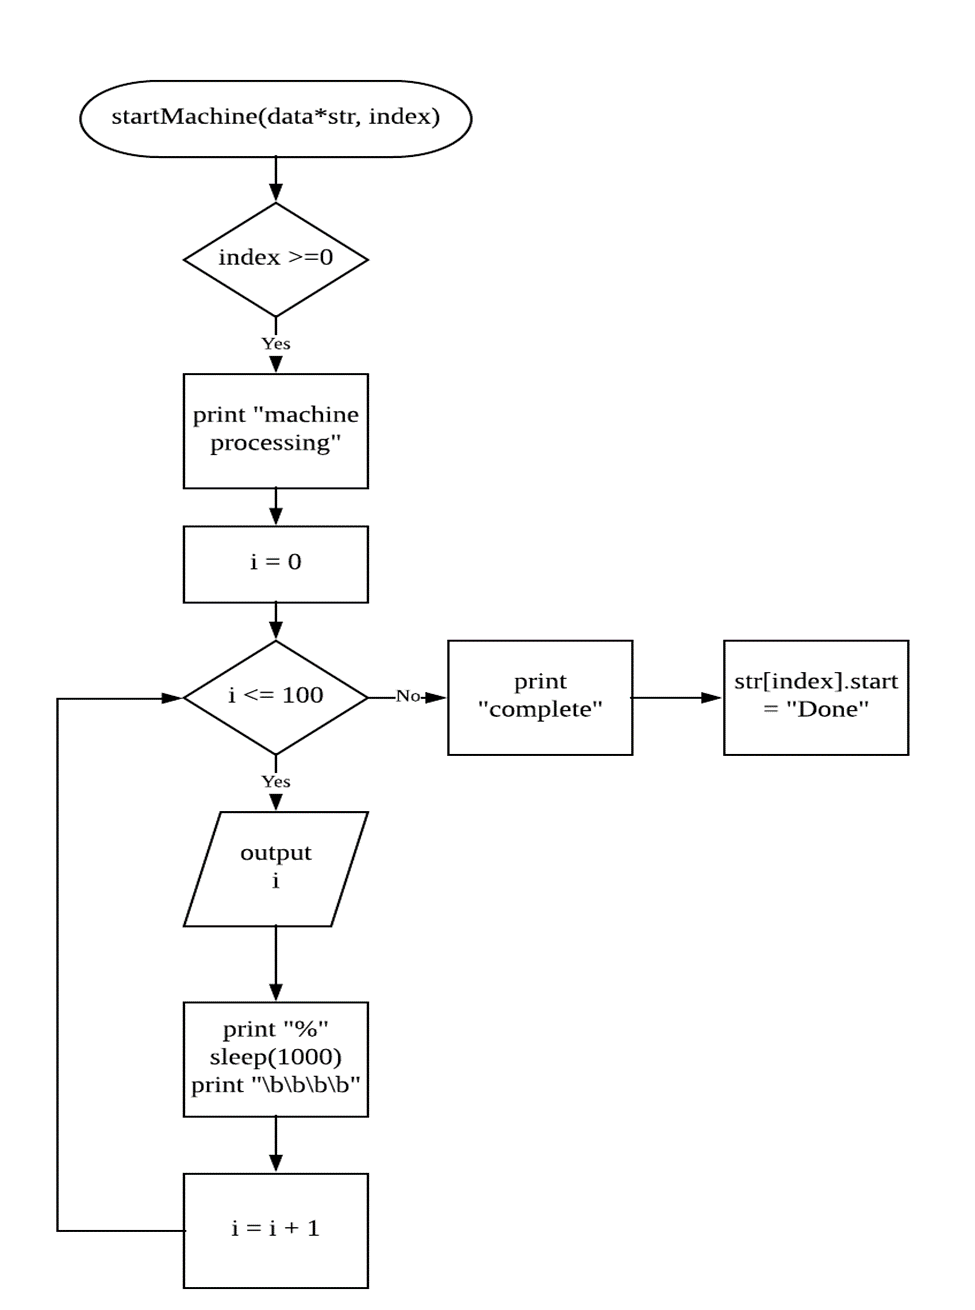 startMachine(data*str, index)
index >=0
Yes
print "machine
processing"
i = 0
i <= 100
No
print
"complete"
str[index].start
= "Done"
Yes
output
i
print "%"
sleep(1000)
print "\b\b\b\b"
i = i + 1